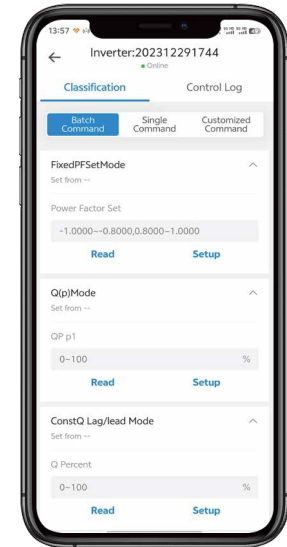 13:57
Inverter:202312291744
Online
Classification
Control Log
Batch
Command
Single
Command
Customized
Command
FixedPFSetMode
Set from --
Power Factor Set
-1.0000~-0.8000,0.8000~1.0000
Read
Setup
Q(p)Mode
Set from --
QP p1
0~100
%
Read
Setup
ConstQ Lag/lead Mode
Set from --
Q Percent
0~100
%
Read
Setup